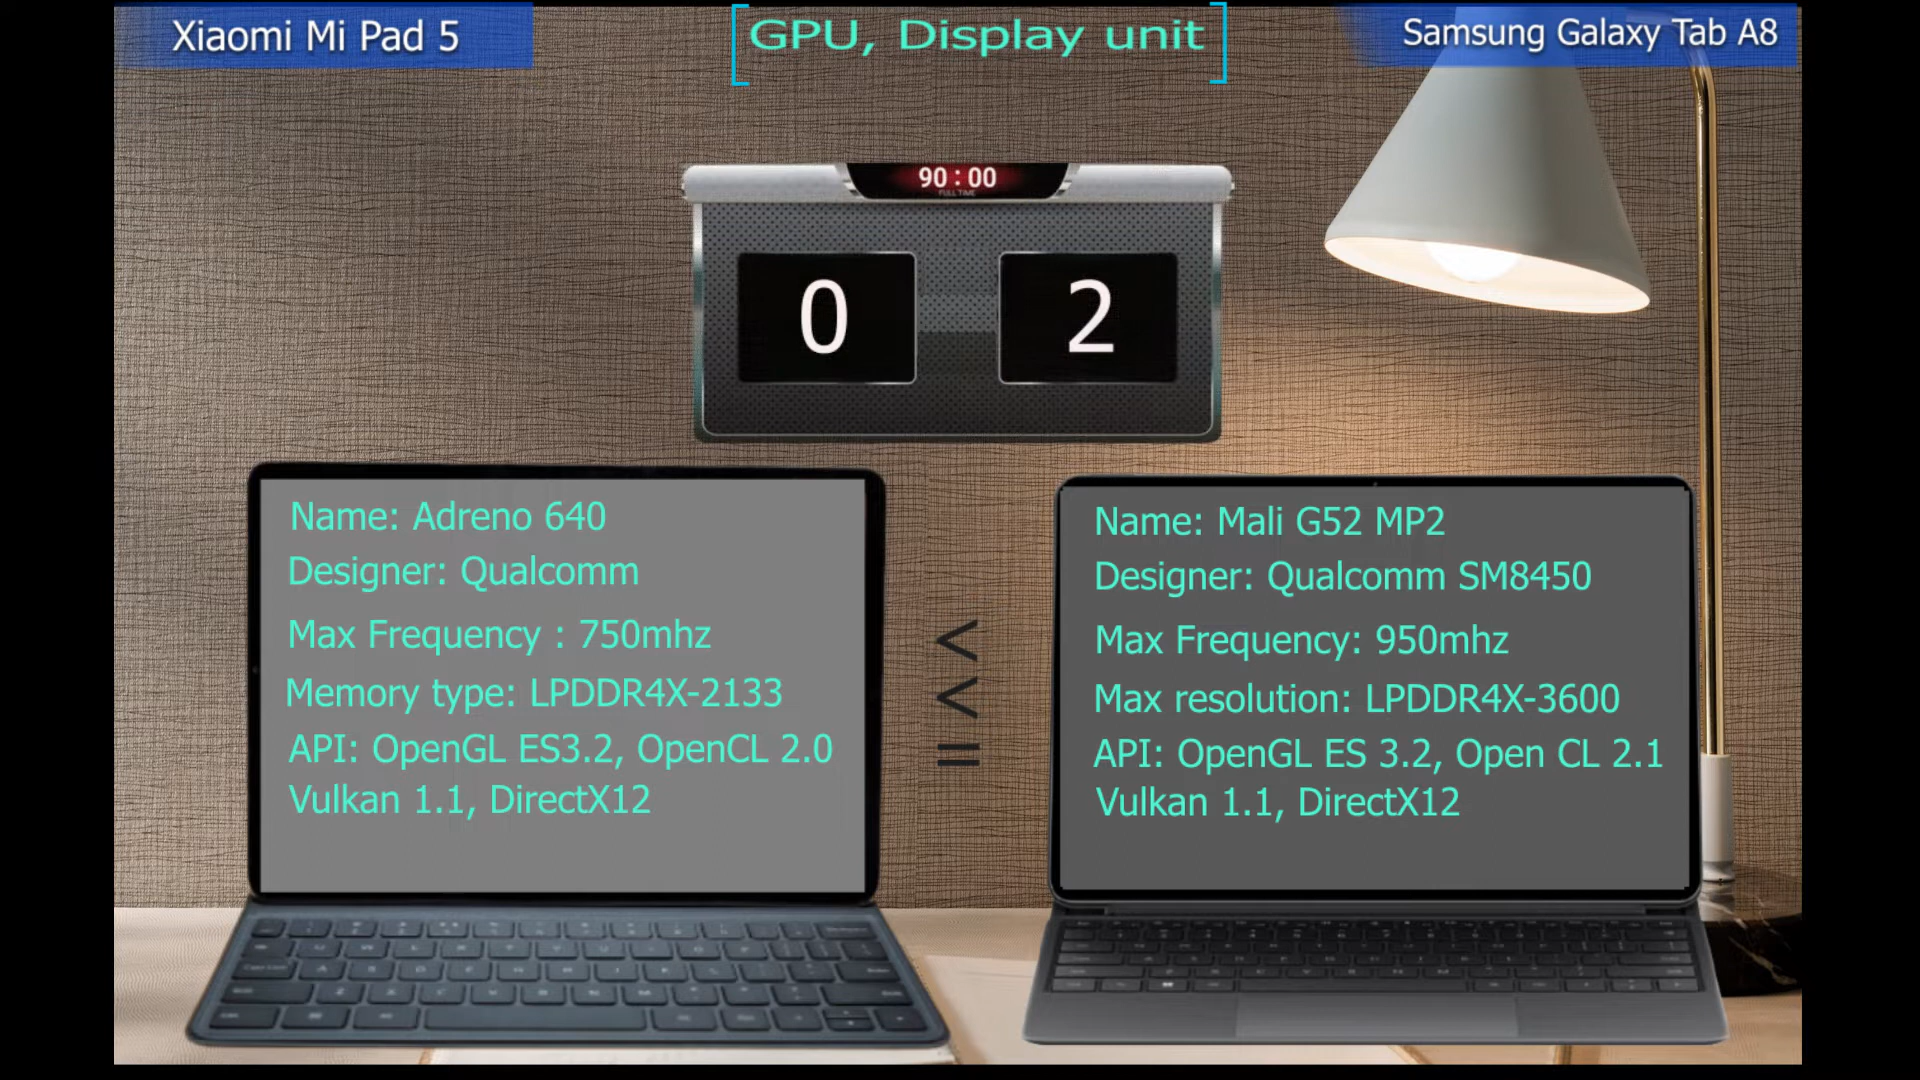 Xiaomi Mi Pad 5
GPU, Display unit
Samsung Galaxy Tab A8
90:00
FULL TIME
0
2
Name: Adreno 640
Designer: Qualcomm
Max Frequency : 750mhz
Memory type: LPDDR4X-2133
API: OpenGL ES3.2, OpenCL 2.0
Vulkan 1.1, DirectX12
<
<
=
Name: Mali G52 MP2
Designer: Qualcomm SM8450
Max Frequency: 950mhz
Max resolution: LPDDR4X-3600
API: OpenGL ES 3.2, Open CL 2.1
Vulkan 1.1, DirectX12